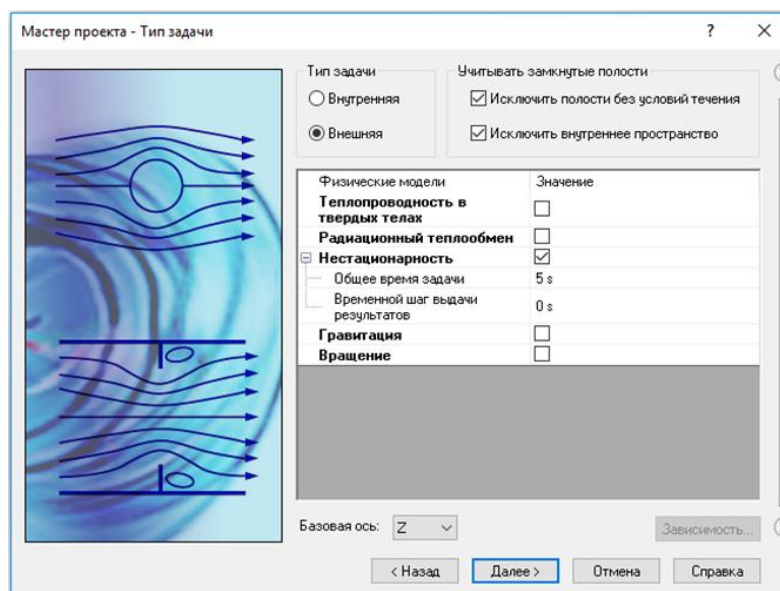 Мастер проекта - Тип задачи
?
Тип задачи
Учитывать замкнутые полости
Внутренняя
Исключить полости без условий течения
Внешняя
Исключить внутреннее пространство
Физические модели
Значение
Теплопроводность в
твердых телах
Радиационный теплообмен
Нестационарность
Общее время задачи
5 s
Временной шаг выдачи
результатов
0 s
Гравитация
Вращение
Базовая ось:
Z
Зависимость...
< Назад
Далее >
Отмена
Справка